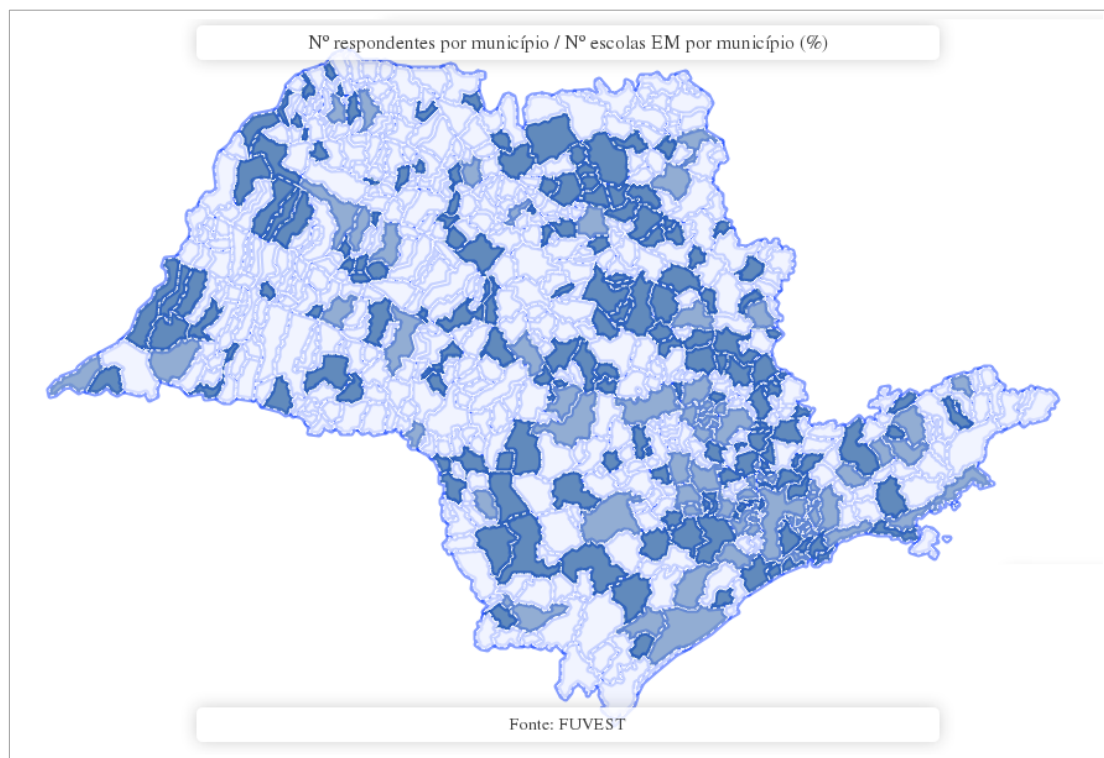 Nº respondentes por município / Nº escolas EM por município (%)
Fonte: FUVEST